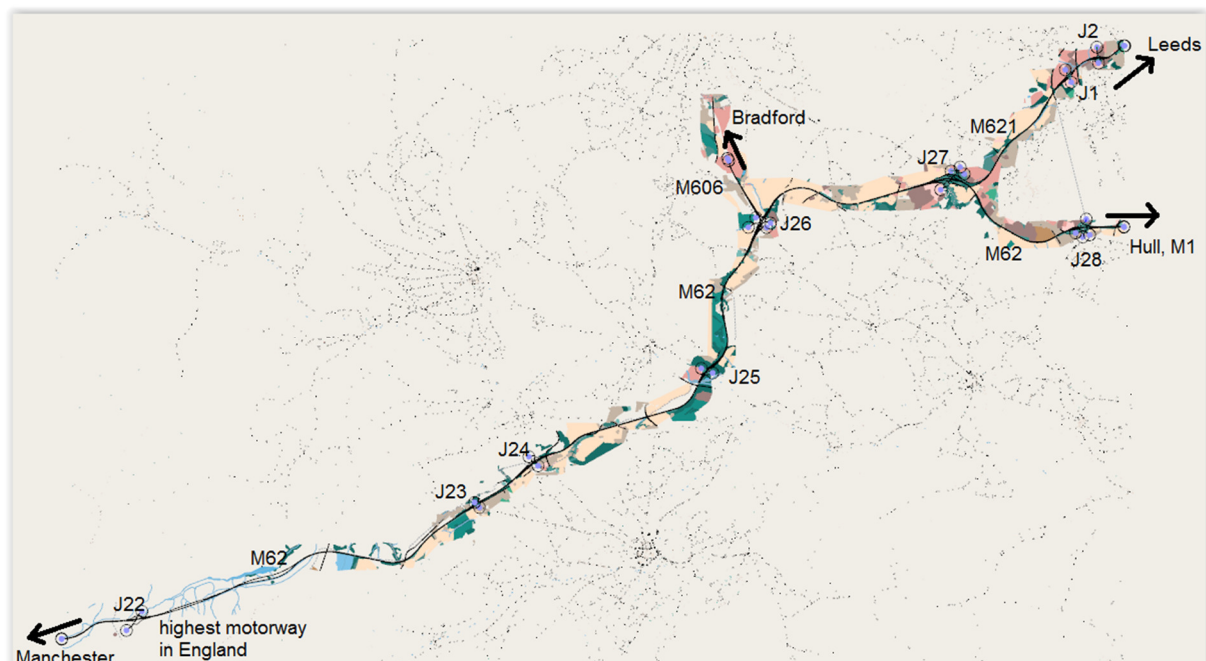 J2
Leeds
J1
Bradford
M621
J27
M606
J26
Hull, M1
M62
J28
M62
J25
J24
J23
M62
J22
highest motorway
in England
Manchester